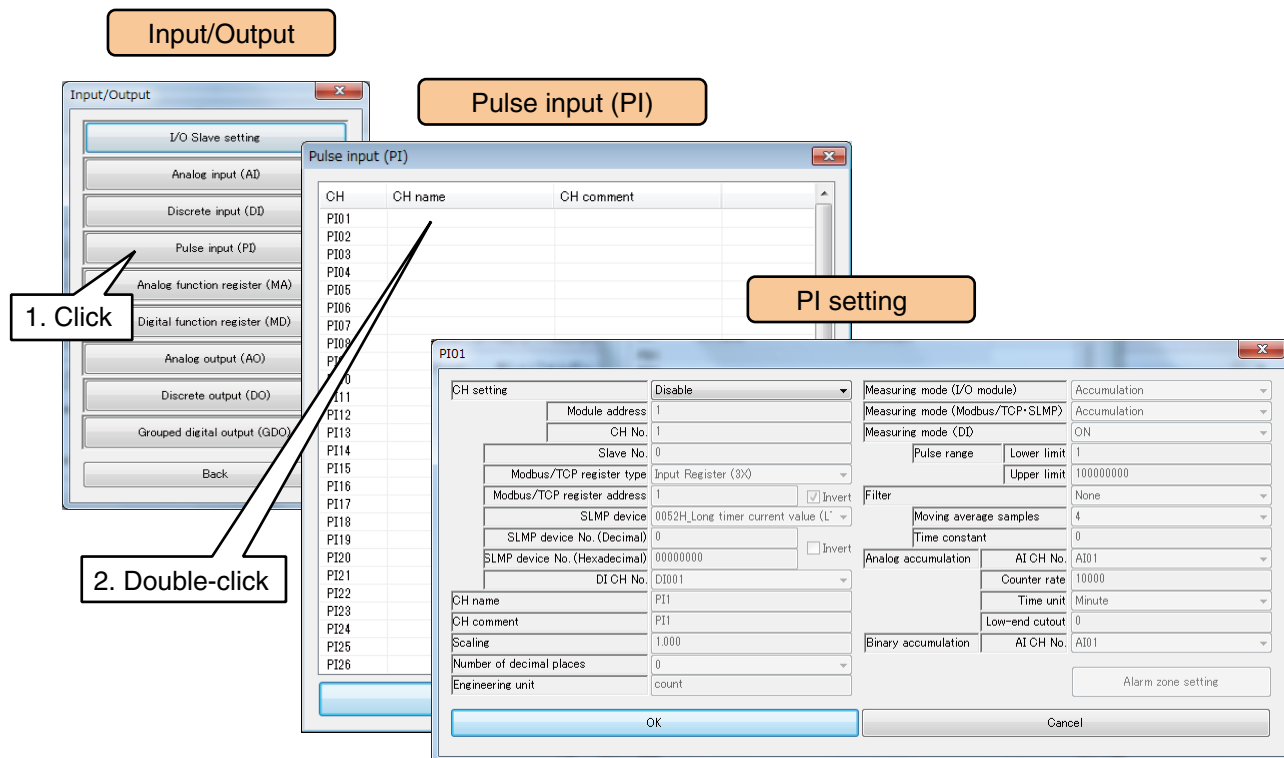 Input/Output
Input/Output
I/O Slave setting
Analog input (AI)
Discrete input (DI)
Pulse input (PI)
Analog function register (MA)
Digital function register (MD)
Analog output (AO)
Discrete output (DO)
Grouped digital output (GDO)
Back
1. Click
Pulse input (PI)
Pulse input (PI)
CH CH name CH comment
PI01
PI02
PI03
PI04
PI05
PI06
PI07
PI08
PI11
PI12
PI13
PI14
PI15
PI16
PI17
PI18
PI19
PI20
PI21
PI22
PI23
PI24
PI25
PI26
2. Double-click
PI setting
PI01
CH setting Disable
Module address 1
CH No. 1
Slave No. 0
Modbus/TCP register type Input Register (3X)
Modbus/TCP register address 1 Invert
SLMP device 0052H_Long timer current value (L
SLMP device No. (Decimal) 0
Invert
SLMP device No. (Hexadecimal) 00000000
DI CH No. DI001
CH name PI1
CH comment PI1
Scaling 1.000
Number of decimal places 0
Engineering unit count
Measuring mode (I/O module) Accumulation
Measuring mode (Modbus/TCP･SLMP) Accumulation
Measuring mode (DI) ON
Pulse range Lower limit 1
Upper limit 100000000
Filter None
Moving average samples 4
Time constant 0
Analog accumulation AI CH No. AI01
Counter rate 10000
Time unit Minute
Low-end cutout 0
Binary accumulation AI CH No. AI01
Alarm zone setting
OK Cancel